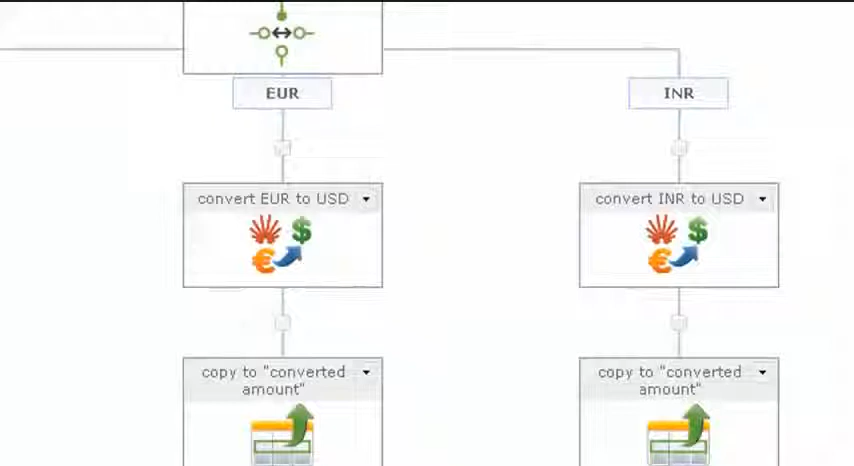 EUR
INR
convert EUR to USD
convert INR to USD
copy to "converted
amount"
copy to "converted
amount"